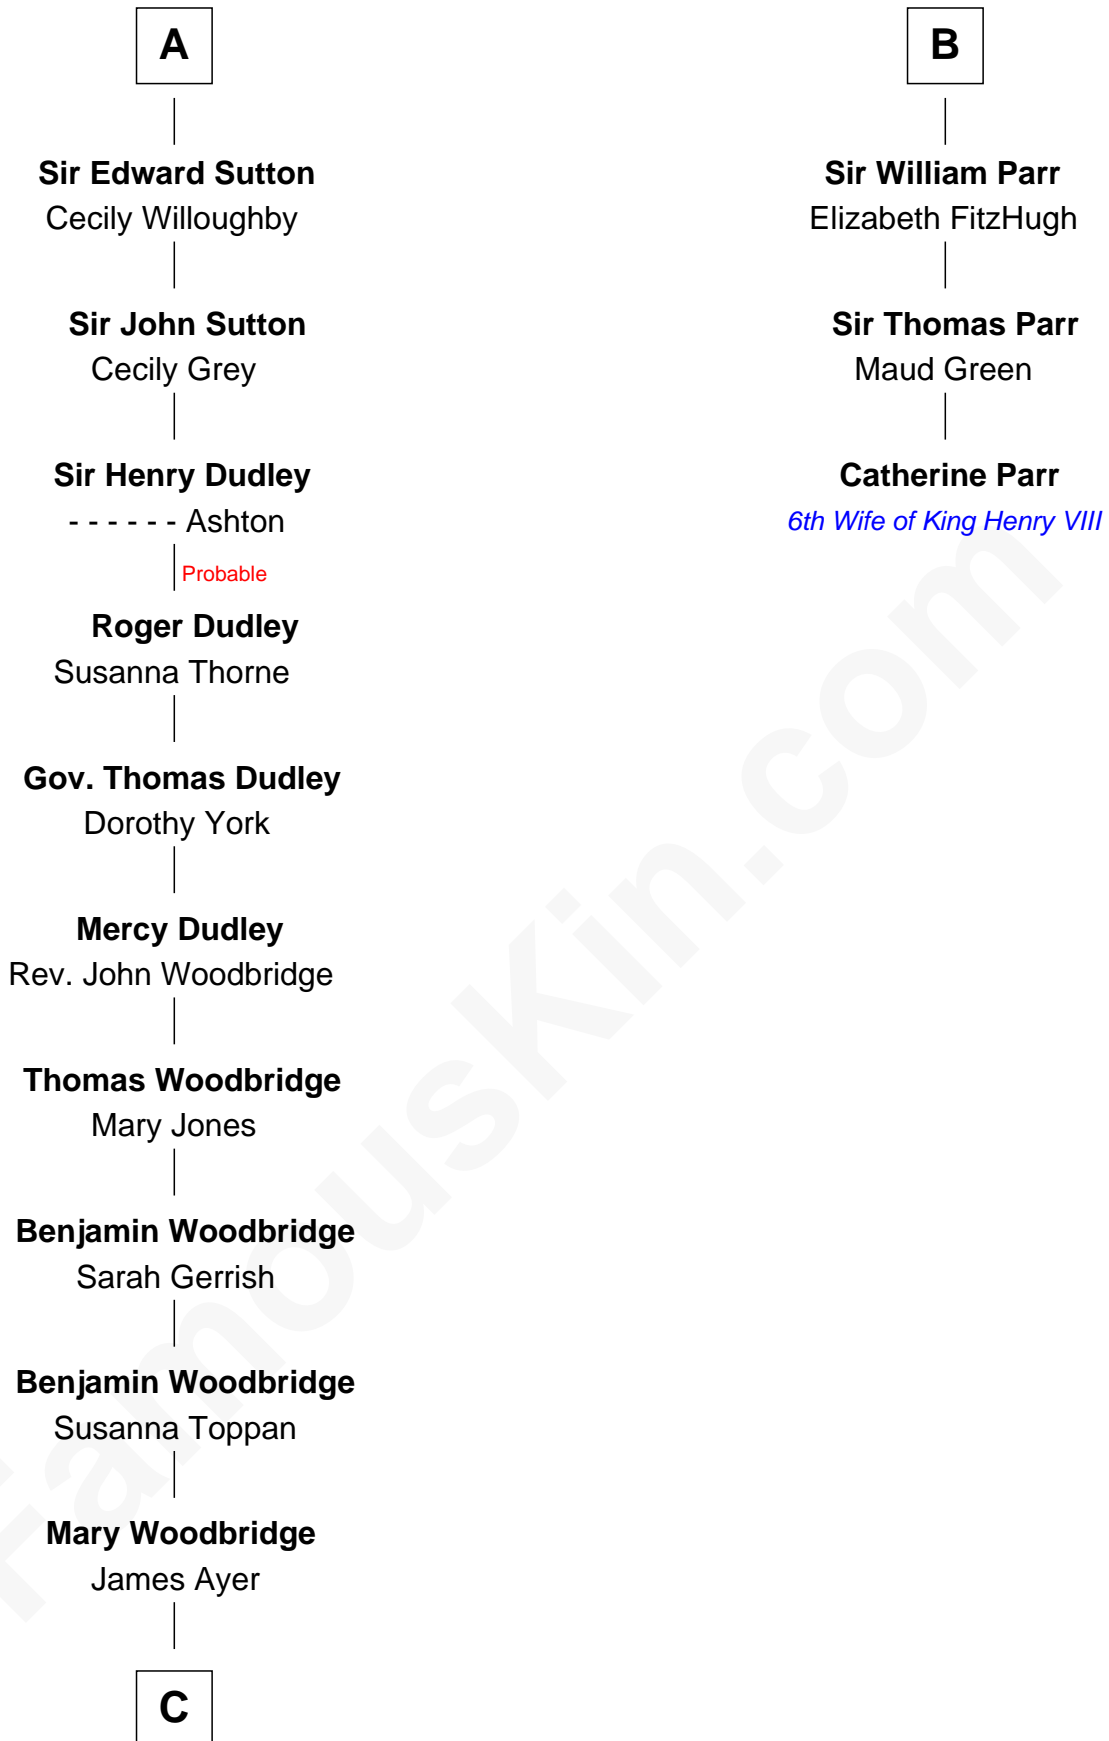 A
Sir Edward Sutton
Cecily Willoughby
Sir John Sutton
Cecily Grey
Sir Henry Dudley
- - - - - - Ashton
Probable
Roger Dudley
Susanna Thorne
Gov. Thomas Dudley
Dorothy York
Mercy Dudley
Rev. John Woodbridge
Thomas Woodbridge
Mary Jones
Benjamin Woodbridge
Sarah Gerrish
Benjamin Woodbridge
Susanna Toppan
Mary Woodbridge
James Ayer
C
B
Sir William Parr
Elizabeth FitzHugh
Sir Thomas Parr
Maud Green
Catherine Parr
6th Wife of King Henry VIII
FamousKin.com